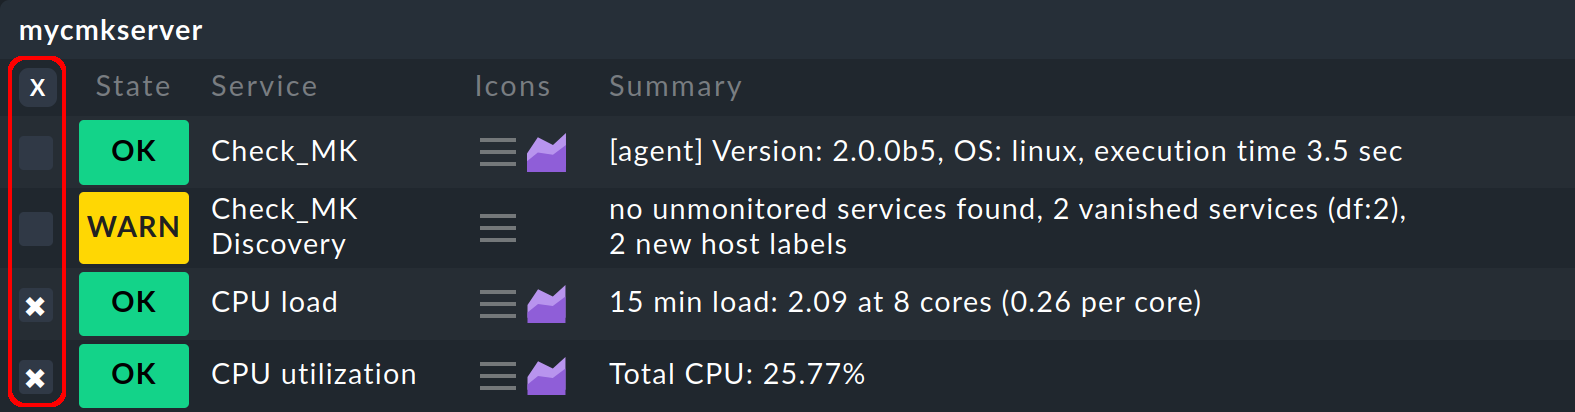 mycmkserver
X State Service Icons Summary
OK Check_MK [agent] Version: 2.0.0b5, OS: linux, execution time 3.5 sec
WARN Check_MK Discovery no unmonitored services found, 2 vanished services (df:2), 2 new host labels
✖ OK CPU load 15 min load: 2.09 at 8 cores (0.26 per core)
✖ OK CPU utilization Total CPU: 25.77%